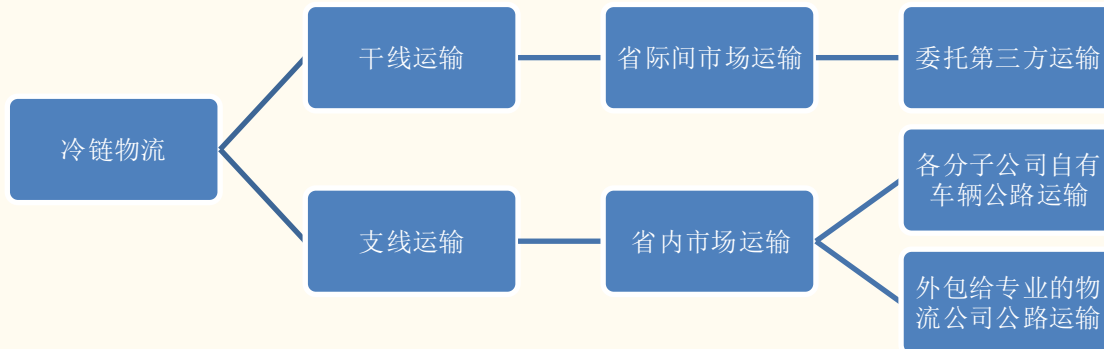 冷链物流
干线运输
省际间市场运输
委托第三方运输
支线运输
省内市场运输
各分子公司自有
车辆公路运输
外包给专业的物
流公司公路运输